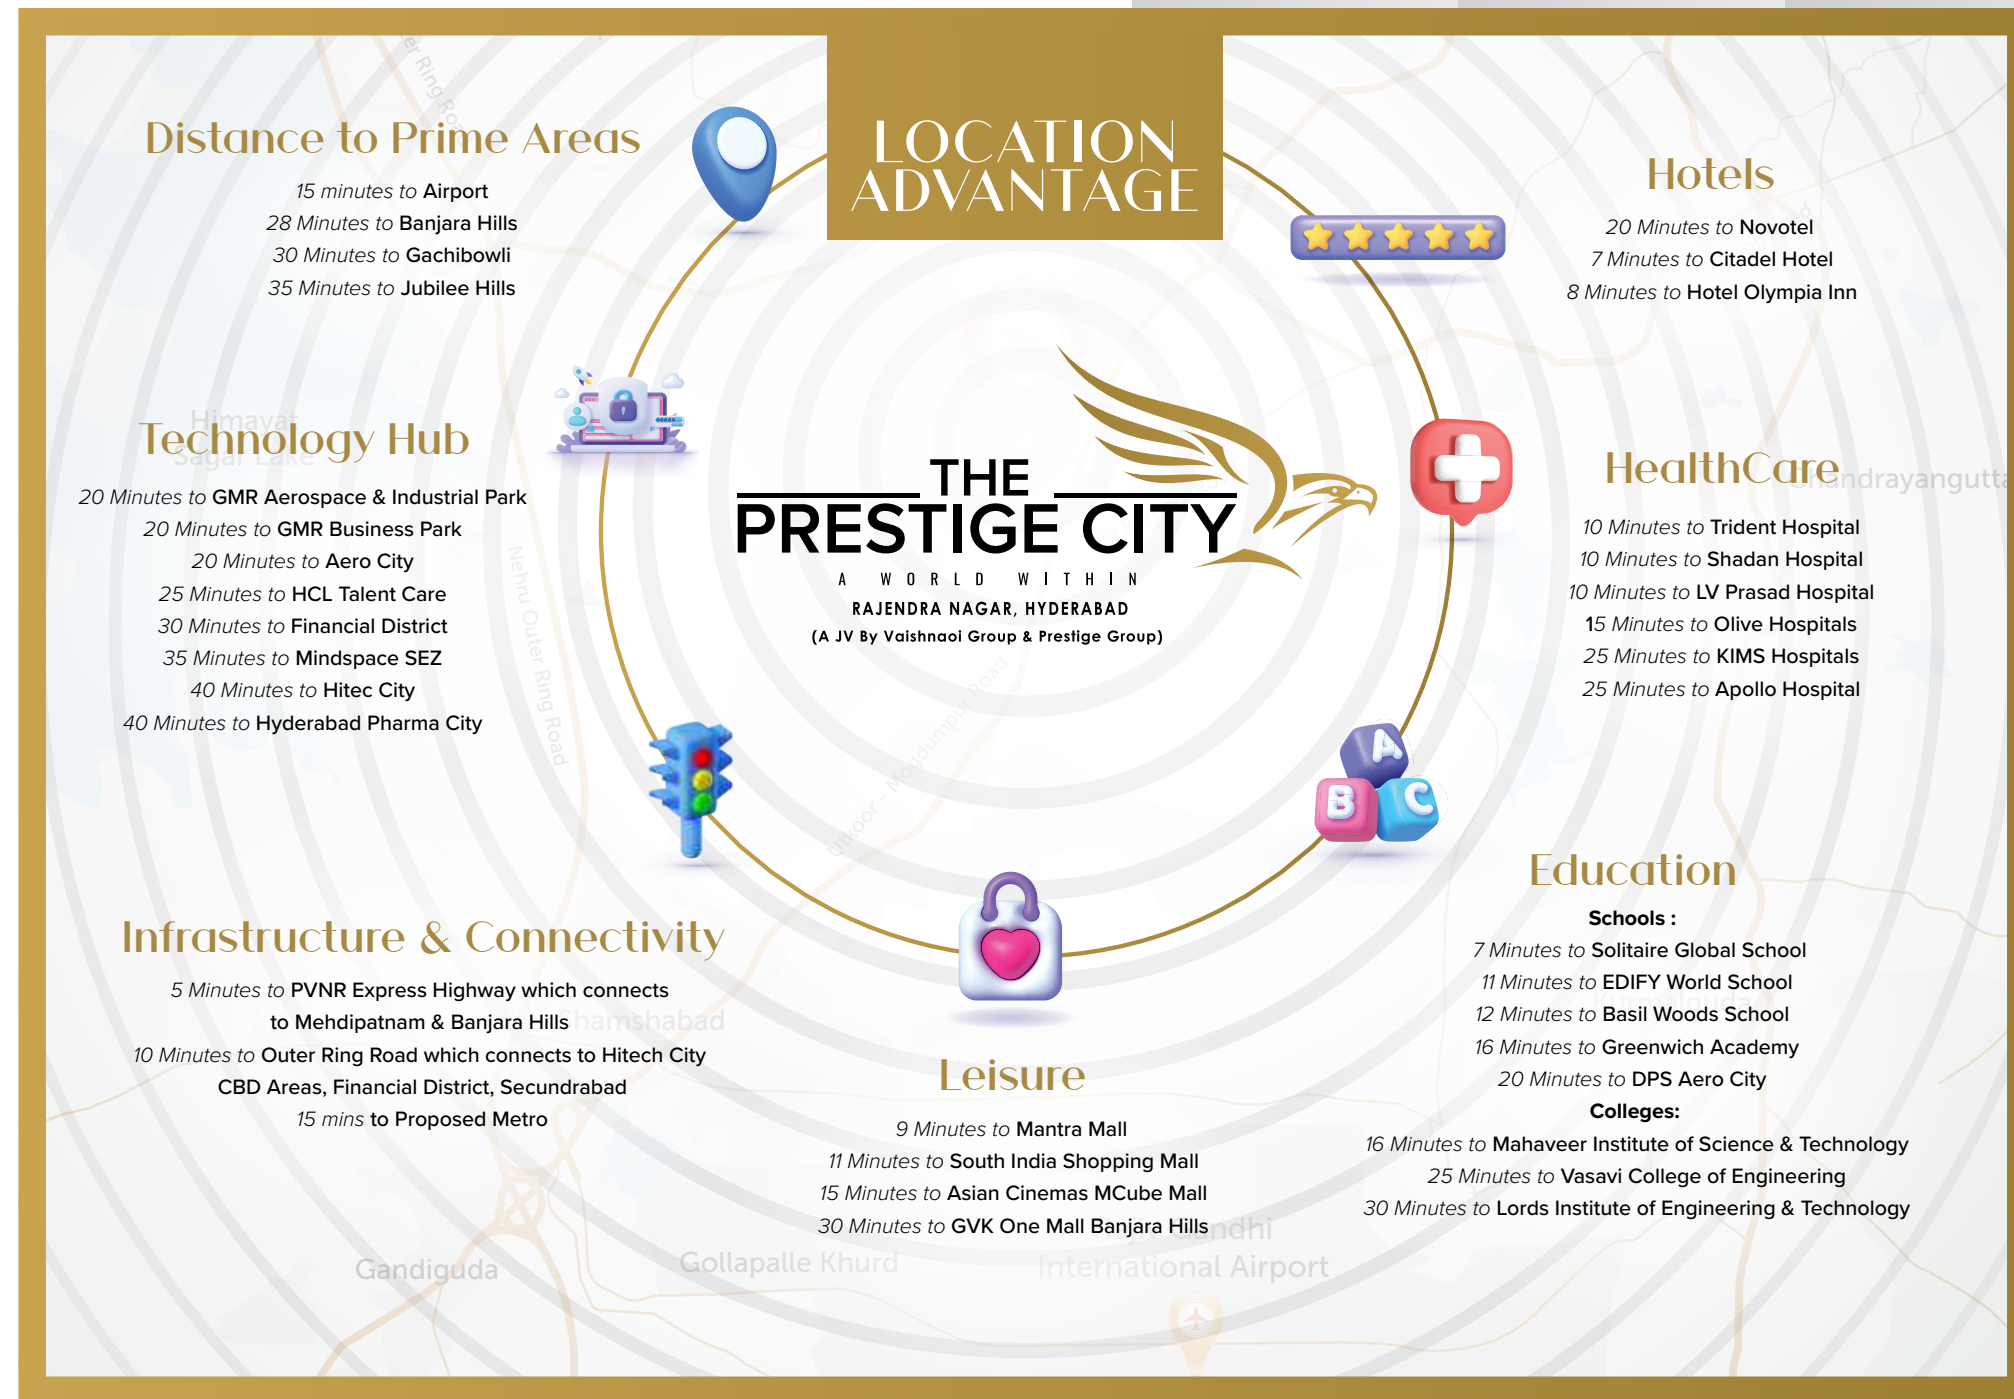 LOCATION
ADVANTAGE
Distance to Prime Areas
15 minutes to Airport
28 Minutes to Banjara Hills
30 Minutes to Gachibowli
35 Minutes to Jubilee Hills
Technology Hub
20 Minutes to GMR Aerospace & Industrial Park
20 Minutes to GMR Business Park
20 Minutes to Aero City
25 Minutes to HCL Talent Care
30 Minutes to Financial District
35 Minutes to Mindspace SEZ
40 Minutes to Hitec City
40 Minutes to Hyderabad Pharma City
Infrastructure & Connectivity
5 Minutes to PVNR Express Highway which connects
to Mehdipatnam & Banjara Hills
10 Minutes to Outer Ring Road which connects to Hitech City
CBD Areas, Financial District, Secundrabad
15 mins to Proposed Metro
THE
PRESTIGE CITY
A WORLD WITHIN
RAJENDRA NAGAR, HYDERABAD
(A JV By Vaishnaoi Group & Prestige Group)
Leisure
9 Minutes to Mantra Mall
11 Minutes to South India Shopping Mall
15 Minutes to Asian Cinemas MCube Mall
30 Minutes to GVK One Mall Banjara Hills
Hotels
20 Minutes to Novotel
7 Minutes to Citadel Hotel
8 Minutes to Hotel Olympia Inn
HealthCare
10 Minutes to Trident Hospital
10 Minutes to Shadan Hospital
10 Minutes to LV Prasad Hospital
15 Minutes to Olive Hospitals
25 Minutes to KIMS Hospitals
25 Minutes to Apollo Hospital
A
B
C
Education
Schools :
7 Minutes to Solitaire Global School
11 Minutes to EDIFY World School
12 Minutes to Basil Woods School
16 Minutes to Greenwich Academy
20 Minutes to DPS Aero City
Colleges:
16 Minutes to Mahaveer Institute of Science & Technology
25 Minutes to Vasavi College of Engineering
30 Minutes to Lords Institute of Engineering & Technology
Himayat
Sagar Lake
Nehru Outer Ring Road
Utkoor - Mogdumpur Road
Shamshabad
Gandiguda
Gollapalle Khurd
Gandhi
International Airport
Chandrayangutta
Kurmalguda